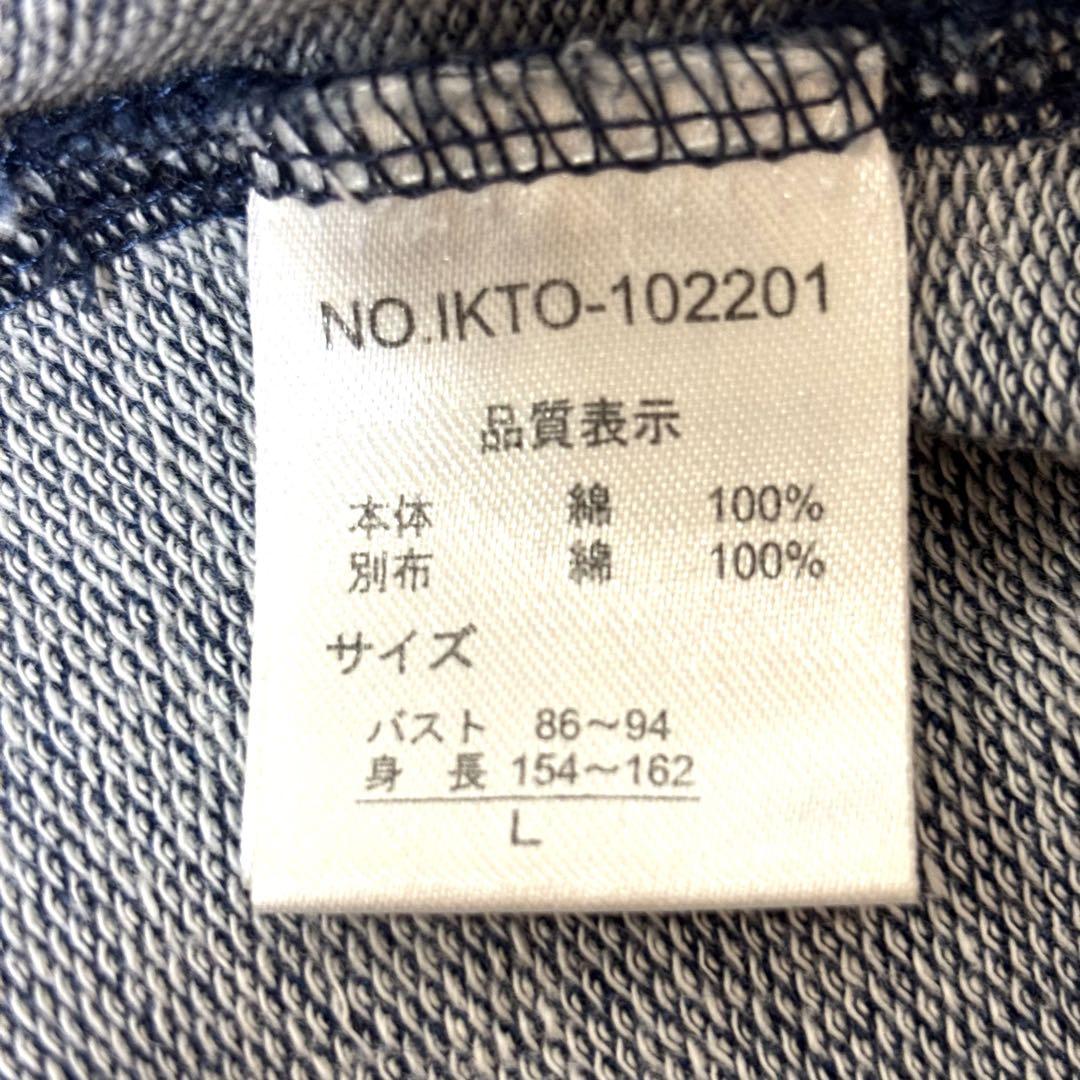 NO.IKTO-102201
品質表示
本体 綿 100%
別布 綿 100%
サイズ
バスト 86～94
身 長 154～162
L